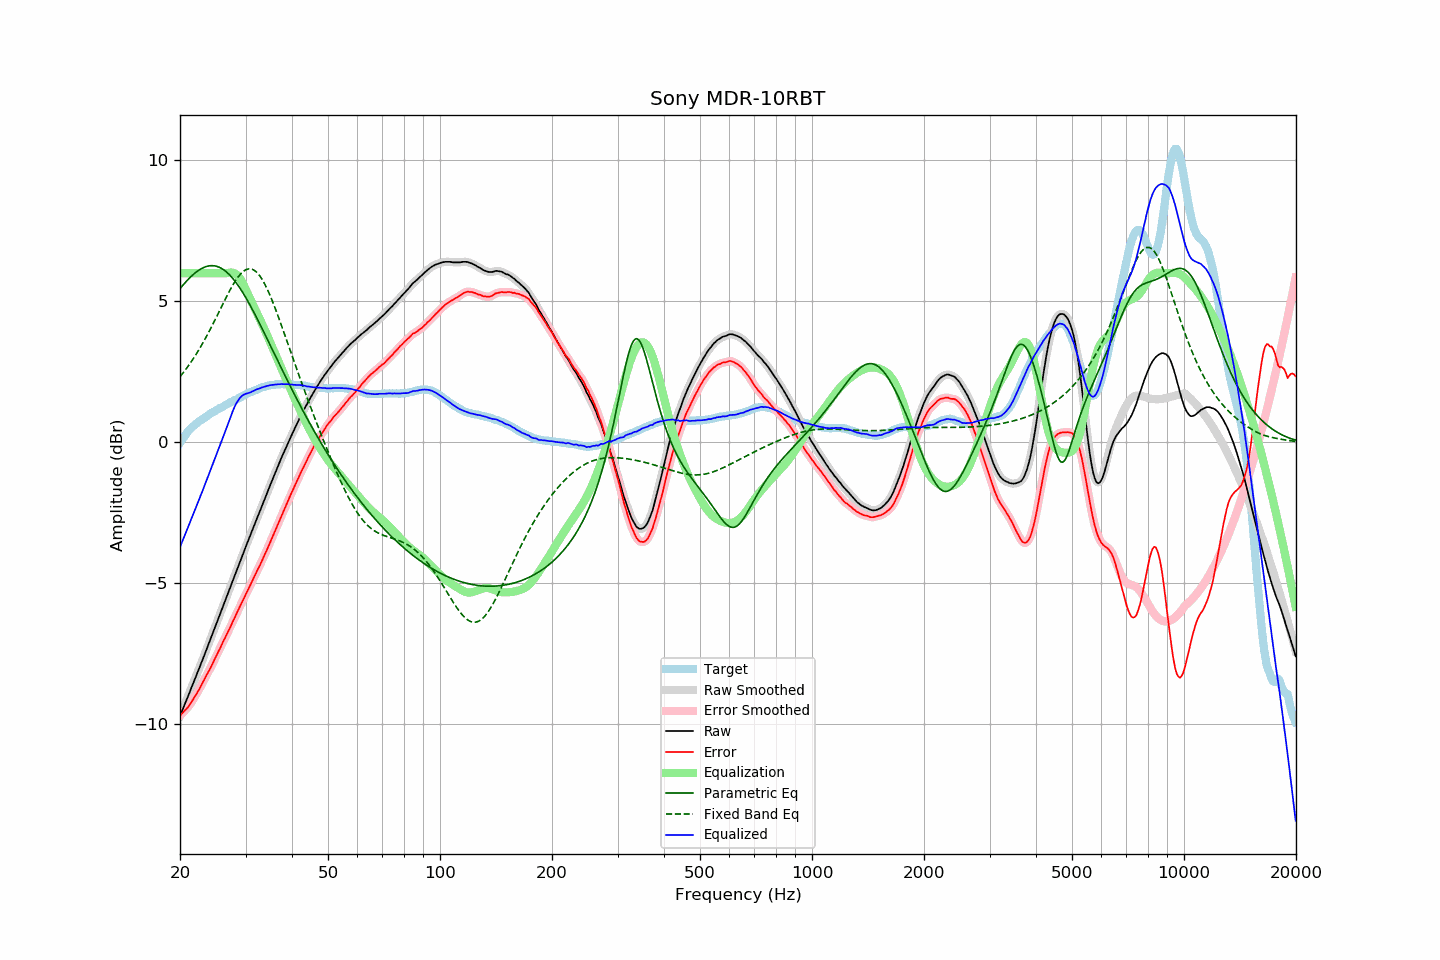 Sony MDR-10RBT
Amplitude (dBr)
10
5
0
−5
−10
Target
Raw Smoothed
Error Smoothed
Raw
Error
Equalization
Parametric Eq
Fixed Band Eq
Equalized
20 50 100 200 500 1000 2000 5000 10000 20000
Frequency (Hz)